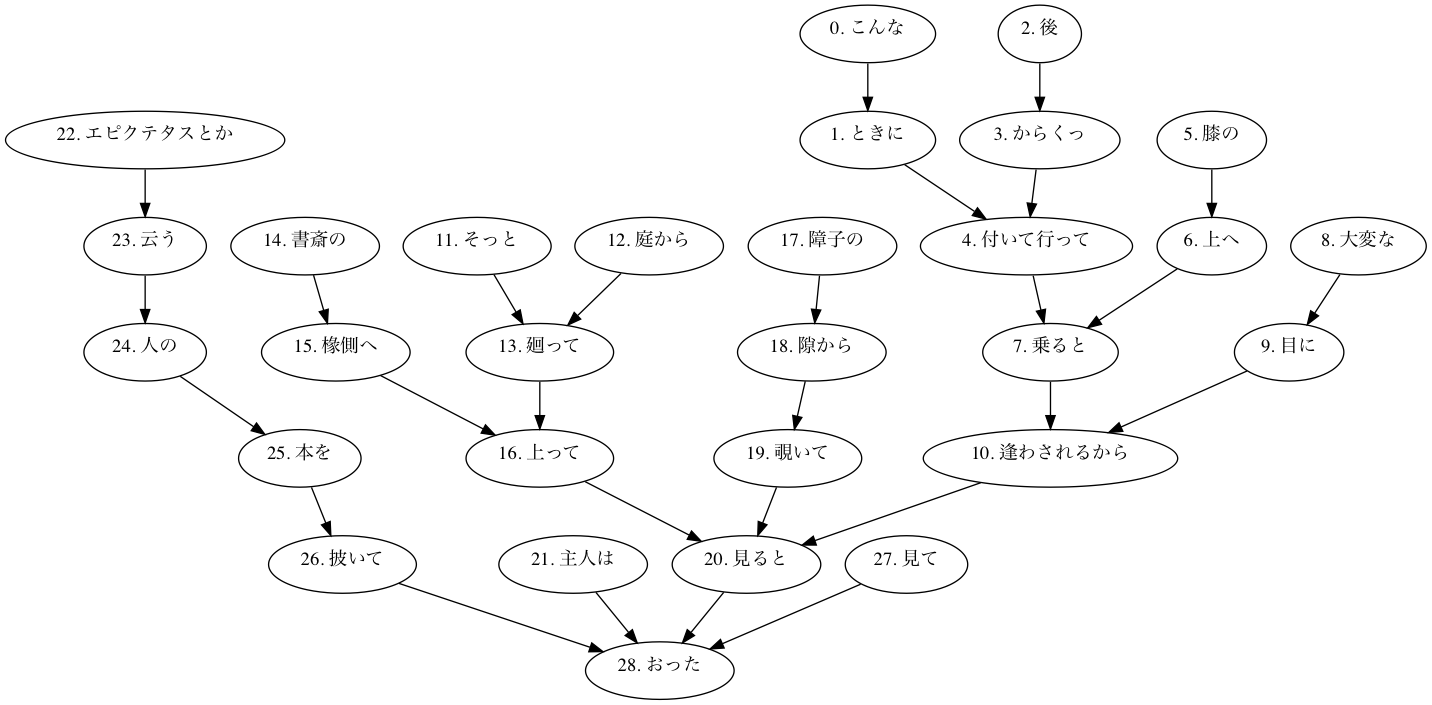 0. こんな
2. 後
22. エピクテタスとか
1. ときに
3. からくっ
5. 膝の
23. 云う
14. 書斎の
11. そっと
12. 庭から
17. 障子の
4. 付いて行って
6. 上へ
8. 大変な
24. 人の
15. 椽側へ
13. 廻って
18. 隙から
7. 乗ると
9. 目に
25. 本を
16. 上って
19. 覗いて
10. 逢わされるから
26. 披いて
21. 主人は
20. 見ると
27. 見て
28. おった